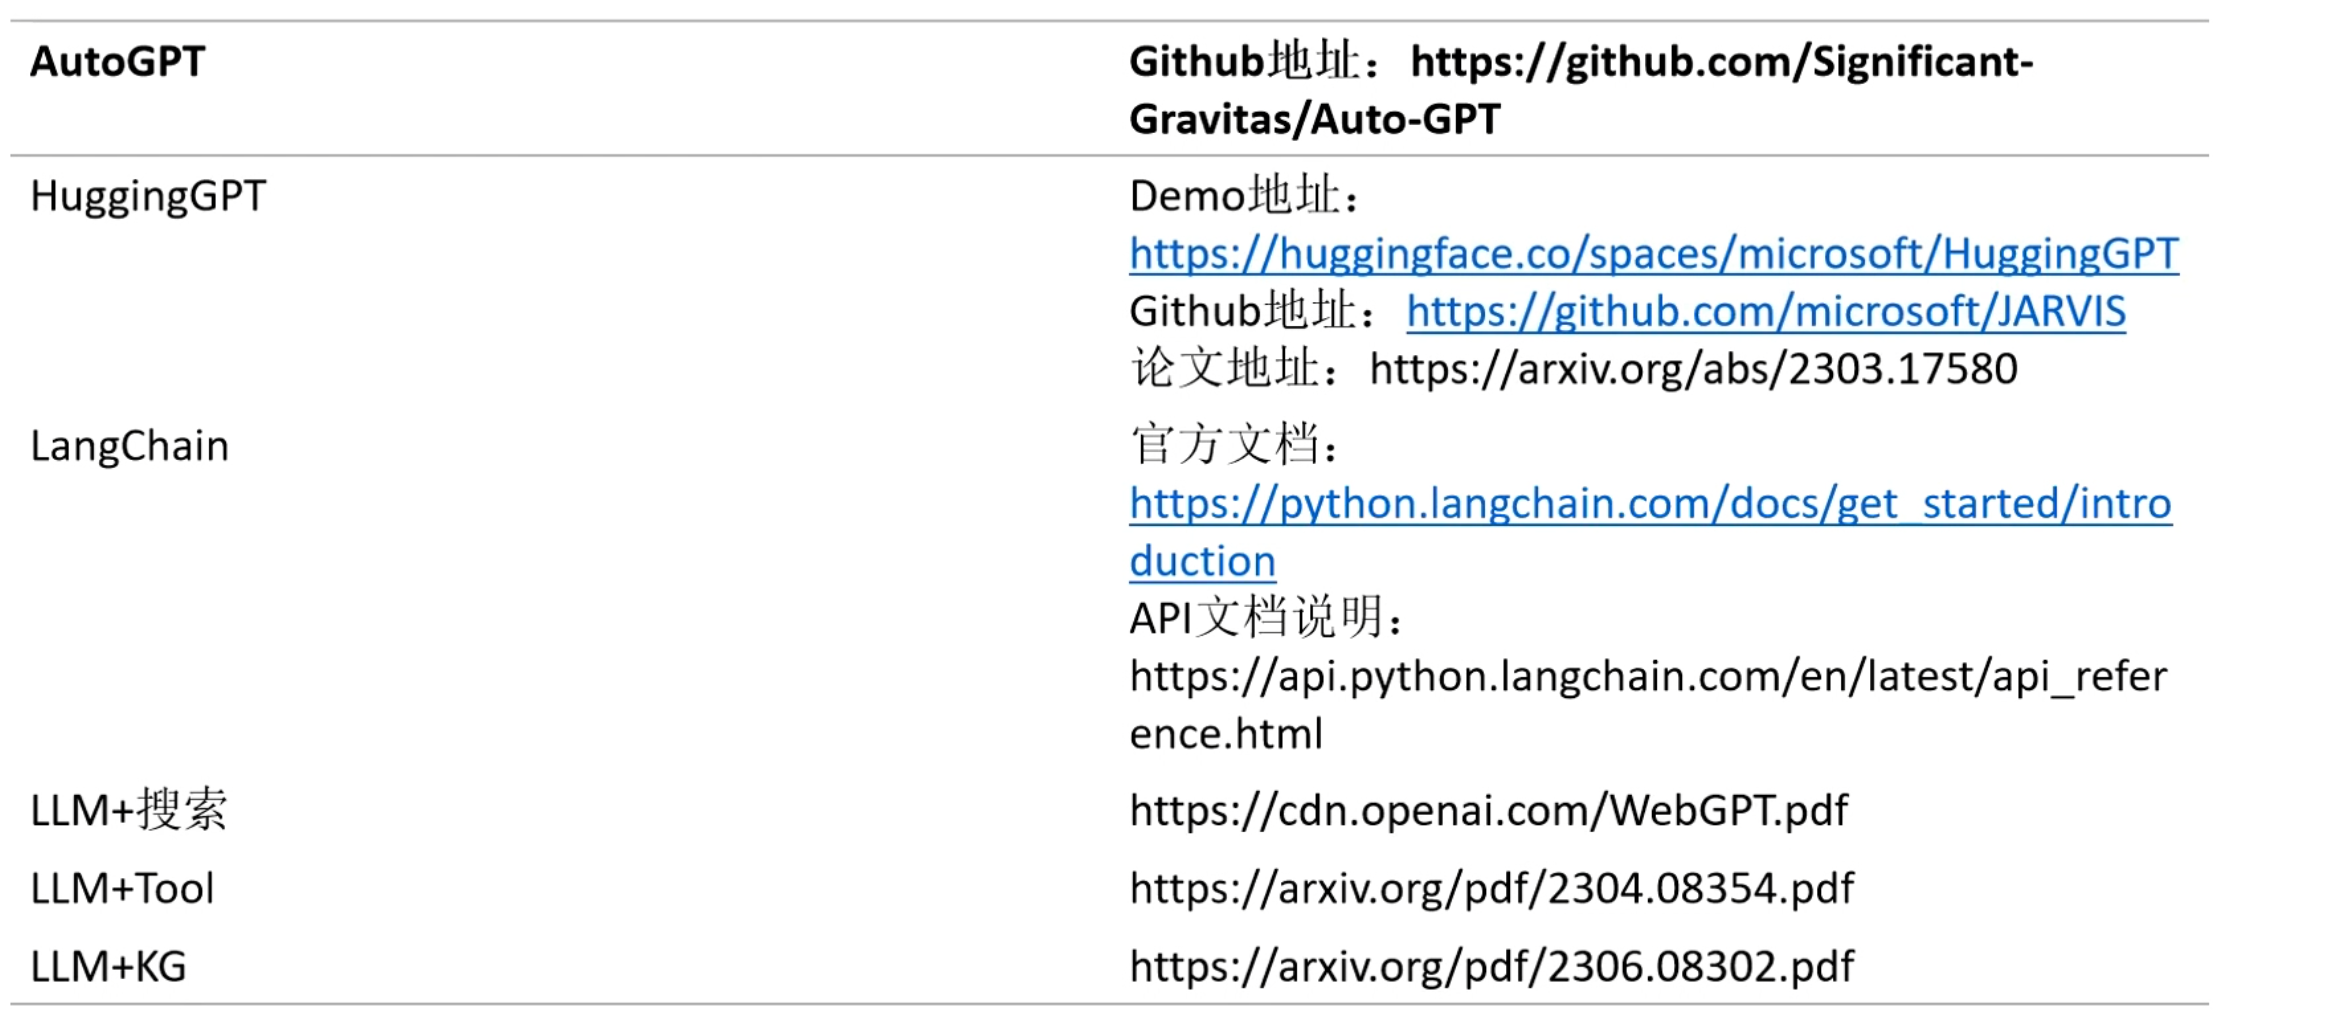 AutoGPT
Github地址： https://github.com/Significant-
Gravitas/Auto-GPT
HuggingGPT
Demo地址：
https://huggingface.co/spaces/microsoft/HuggingGPT
Github地址： https://github.com/microsoft/JARVIS
论文地址： https://arxiv.org/abs/2303.17580
LangChain
官方文档：
https://python.langchain.com/docs/get_started/intro
duction
API文档说明：
https://api.python.langchain.com/en/latest/api_refer
ence.html
LLM+搜索
https://cdn.openai.com/WebGPT.pdf
LLM+Tool
https://arxiv.org/pdf/2304.08354.pdf
LLM+KG
https://arxiv.org/pdf/2306.08302.pdf